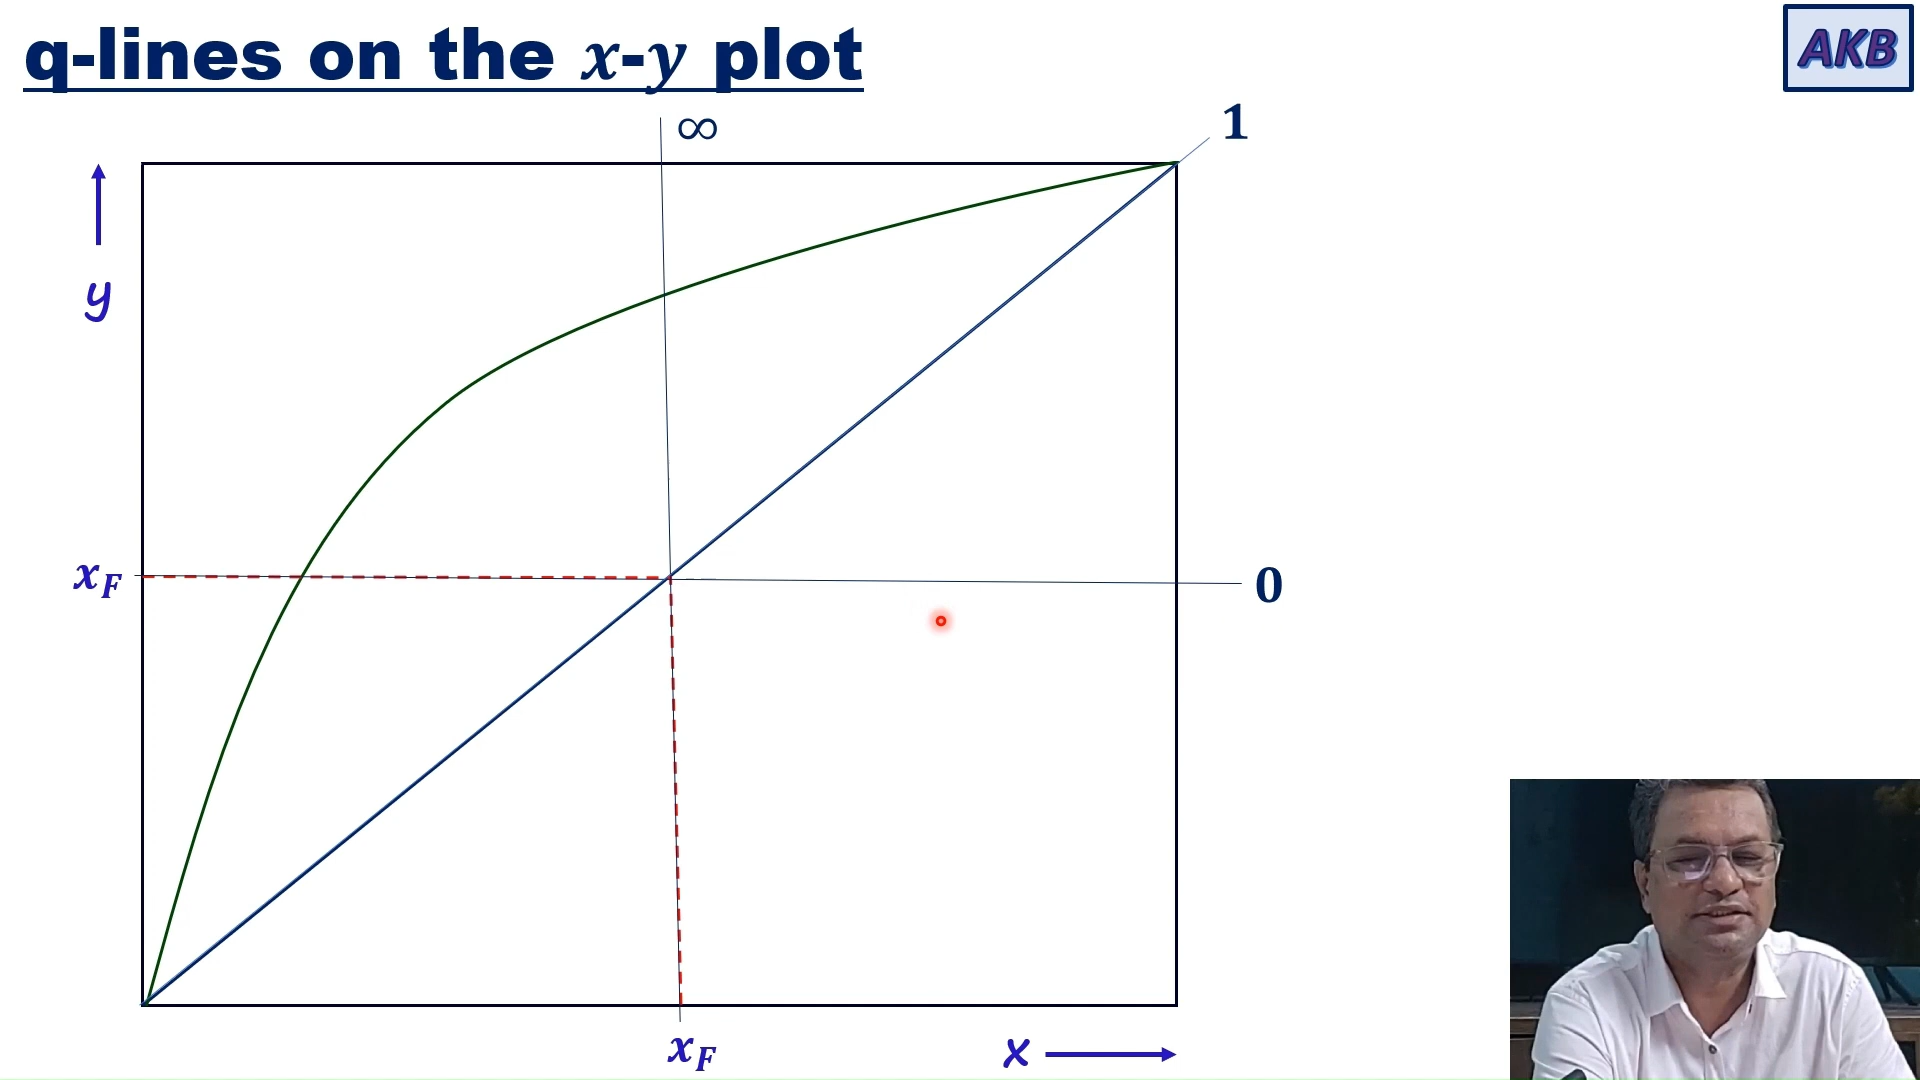 q-lines on the x-y plot
AKB
∞
1
y
x_F
0
x_F
x